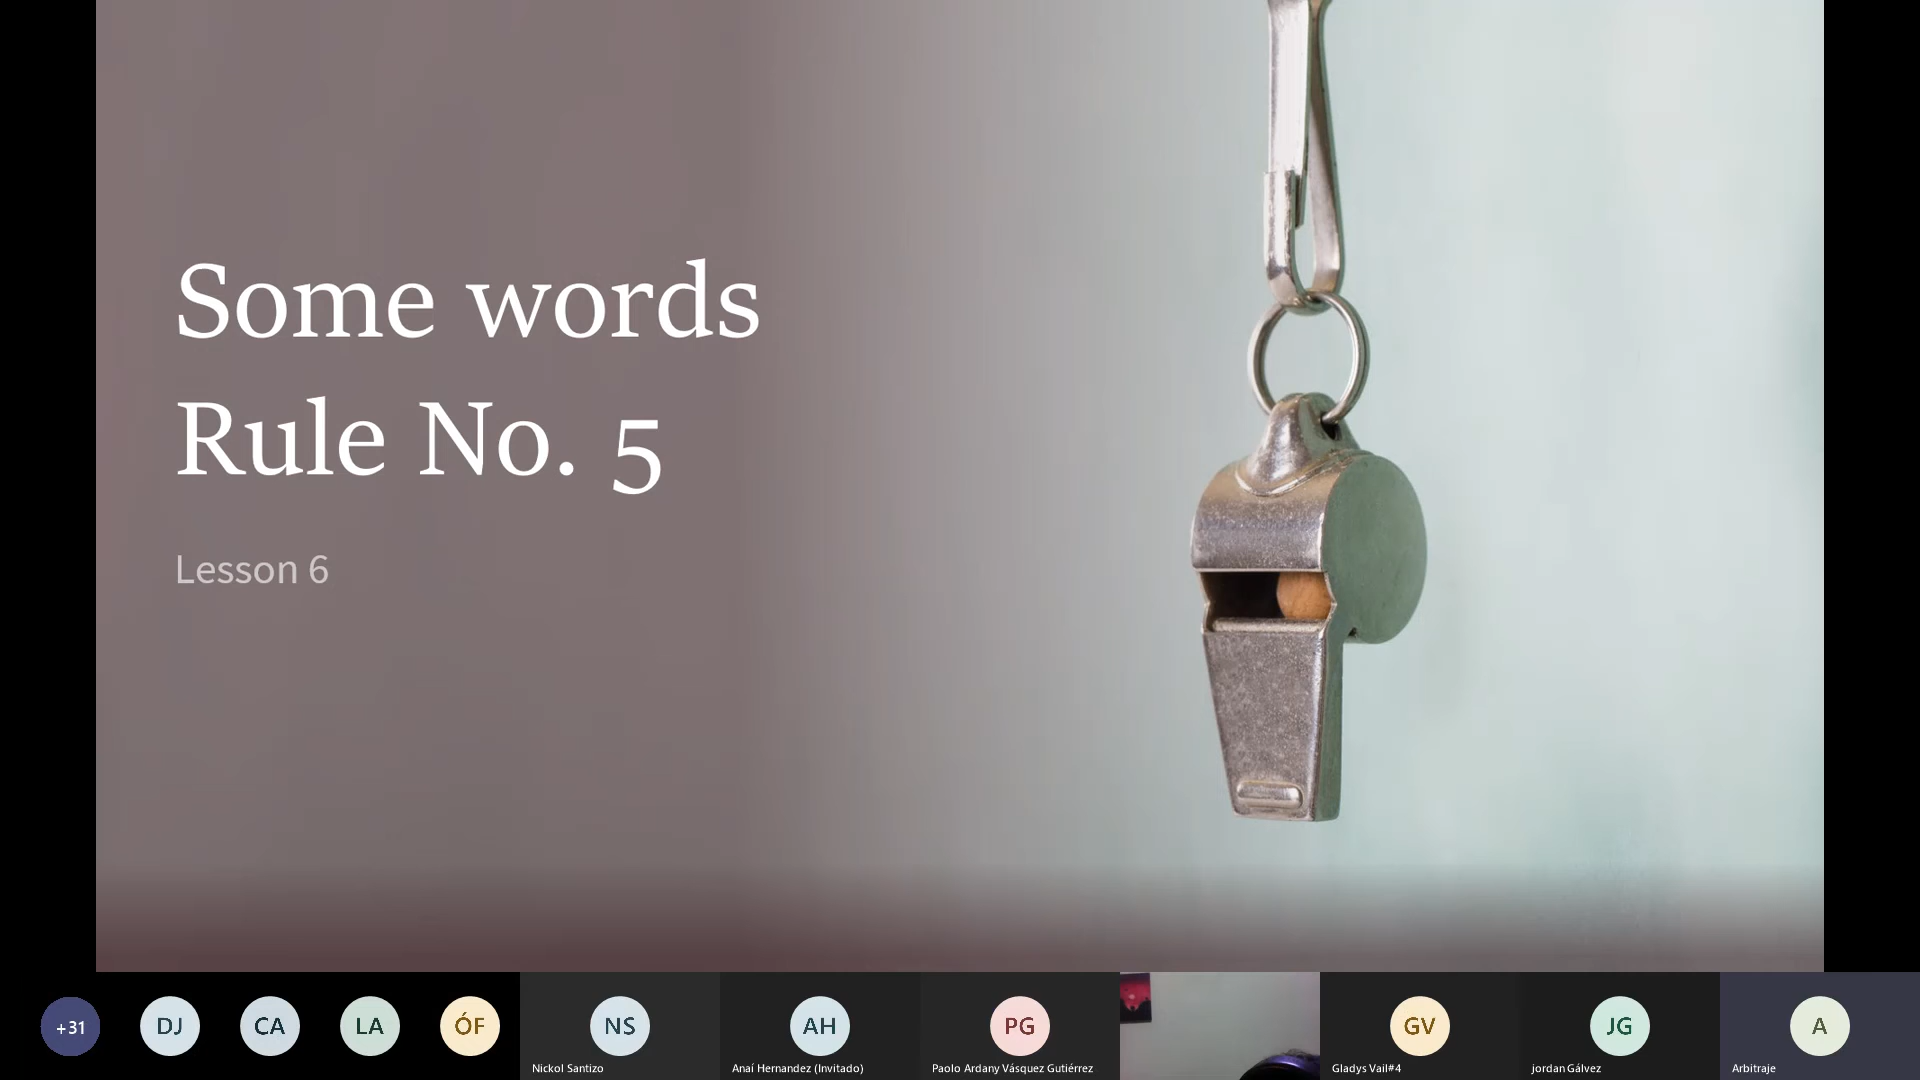 Some words
Rule No. 5
Lesson 6
+31
DJ
CA
LA
ÓF
NS
AH
PG
GV
JG
A
Nickol Santizo
Anaí Hernandez (Invitado)
Paolo Ardany Vásquez Gutiérrez
Gladys Vail#4
jordan Gálvez
Arbitraje